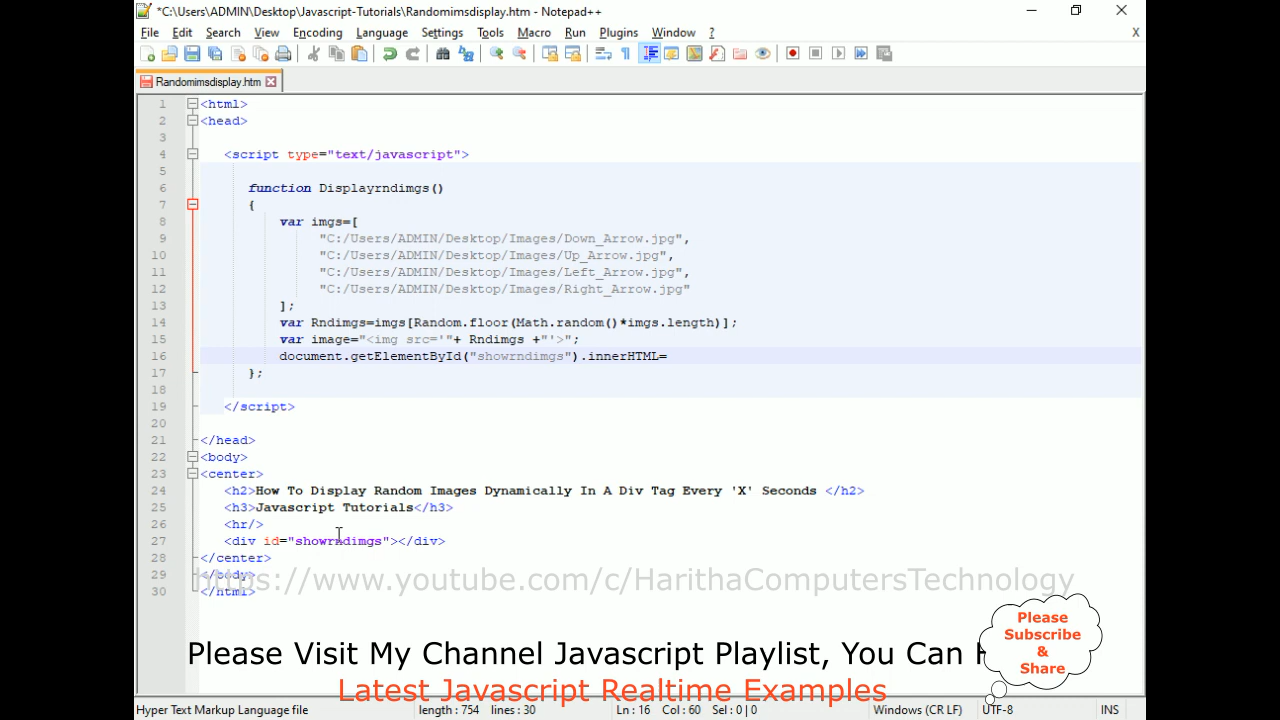 *C:\Users\ADMIN\Desktop\Javascript-Tutorials\Randomimsdisplay.htm - Notepad++
File Edit Search View Encoding Language Settings Tools Macro Run Plugins Window ? X
Randomimsdisplay.htm
1 <html>
2 <head>
3
4 <script type="text/javascript">
5
6 function Displayrndimgs()
7 {
8 var imgs=[
9 "C:/Users/ADMIN/Desktop/Images/Down_Arrow.jpg",
10 "C:/Users/ADMIN/Desktop/Images/Up_Arrow.jpg",
11 "C:/Users/ADMIN/Desktop/Images/Left_Arrow.jpg",
12 "C:/Users/ADMIN/Desktop/Images/Right_Arrow.jpg"
13 ];
14 var Rndimgs=imgs[Random.floor(Math.random()*imgs.length)];
15 var image="<img src='"+ Rndimgs +"'>";
16 document.getElementById("showrndimgs").innerHTML=
17 };
18
19 </script>
20
21 </head>
22 <body>
23 <center>
24 <h2>How To Display Random Images Dynamically In A Div Tag Every 'X' Seconds </h2>
25 <h3>Javascript Tutorials</h3>
26 <hr/>
27 <div id="showrndimgs"></div>
28 </center>
29 </body>
30 </html>
https://www.youtube.com/c/HarithaComputersTechnology
Please
Subscribe
&
Share
Please Visit My Channel Javascript Playlist, You Can
Latest Javascript Realtime Examples
Hyper Text Markup Language file length : 754 lines : 30 Ln : 16 Col : 60 Sel : 0 | 0 Windows (CR LF) UTF-8 INS